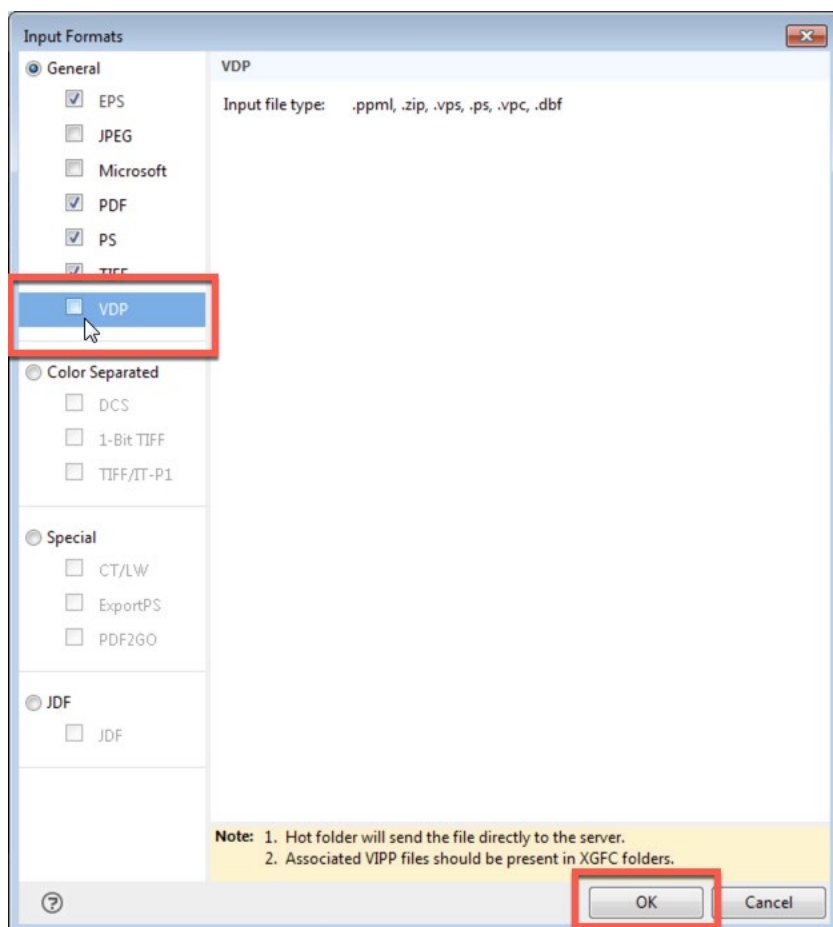 Input Formats
General
EPS
JPEG
Microsoft
PDF
PS
TIFF
VDP
Color Separated
DCS
1-Bit TIFF
TIFF/IT-P1
Special
CT/LW
ExportPS
PDF2GO
JDF
JDF
VDP
Input file type: .ppml, .zip, .vps, .ps, .vpc, .dbf
Note: 1. Hot folder will send the file directly to the server.
2. Associated VIPP files should be present in XGFC folders.
?
OK Cancel